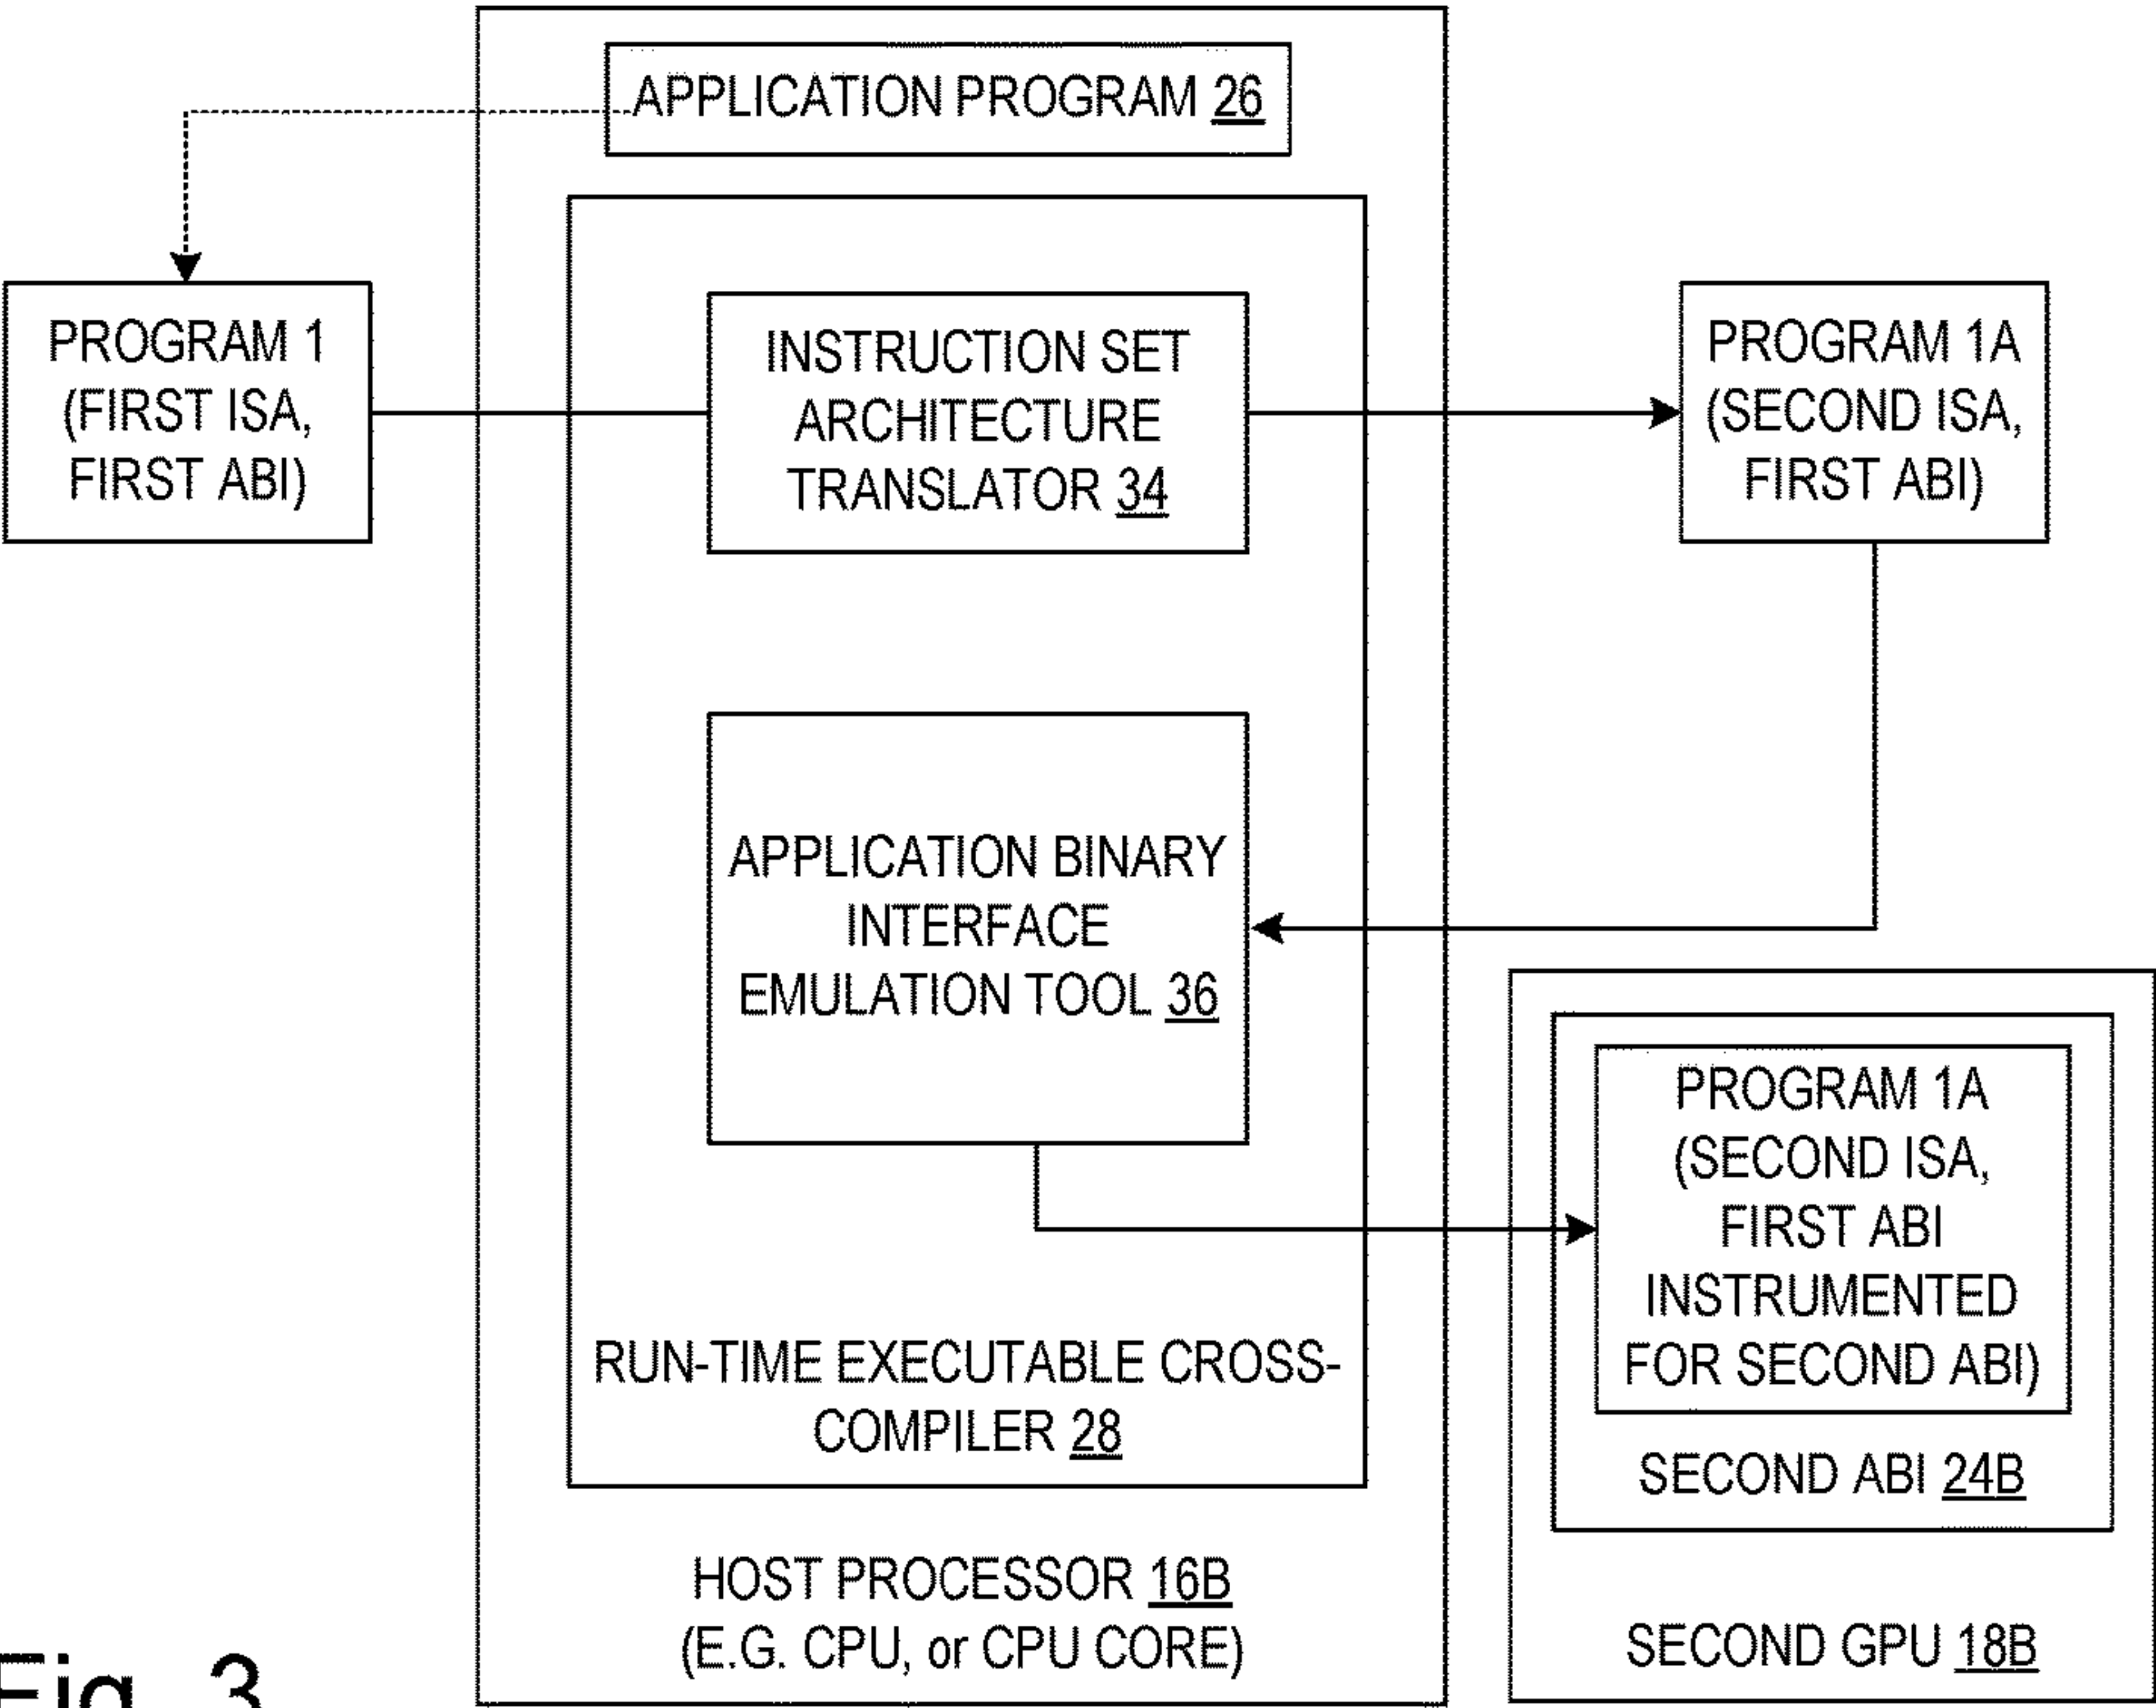 APPLICATION PROGRAM 26
PROGRAM 1
(FIRST ISA,
FIRST ABI)
INSTRUCTION SET
ARCHITECTURE
TRANSLATOR 34
PROGRAM 1A
(SECOND ISA,
FIRST ABI)
APPLICATION BINARY
INTERFACE
EMULATION TOOL 36
PROGRAM 1A
(SECOND ISA,
FIRST ABI
INSTRUMENTED
FOR SECOND ABI)
SECOND ABI 24B
SECOND GPU 18B
RUN-TIME EXECUTABLE CROSS-
COMPILER 28
HOST PROCESSOR 16B
(E.G. CPU, or CPU CORE)
Fig. 3